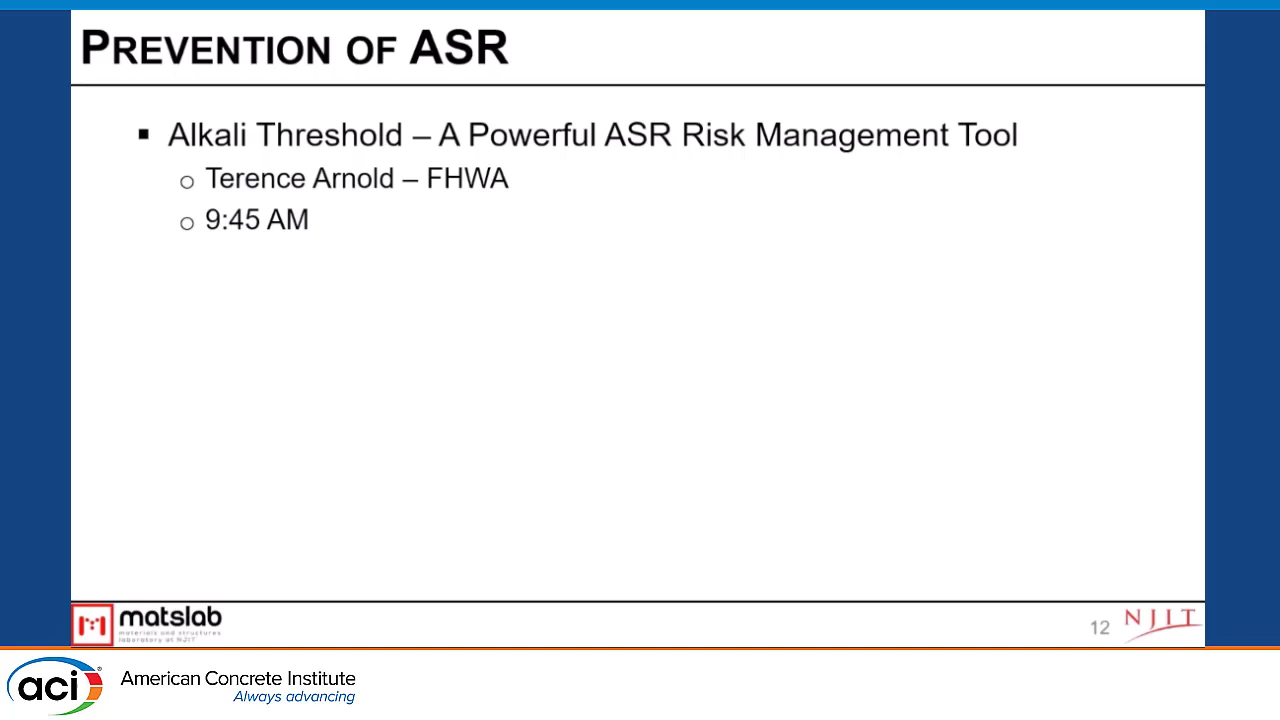 PREVENTION OF ASR
▪ Alkali Threshold – A Powerful ASR Risk Management Tool
o Terence Arnold – FHWA
o 9:45 AM
matslab
materials and structures
laboratory at NJIT
12
NJIT
aci®
American Concrete Institute
Always advancing